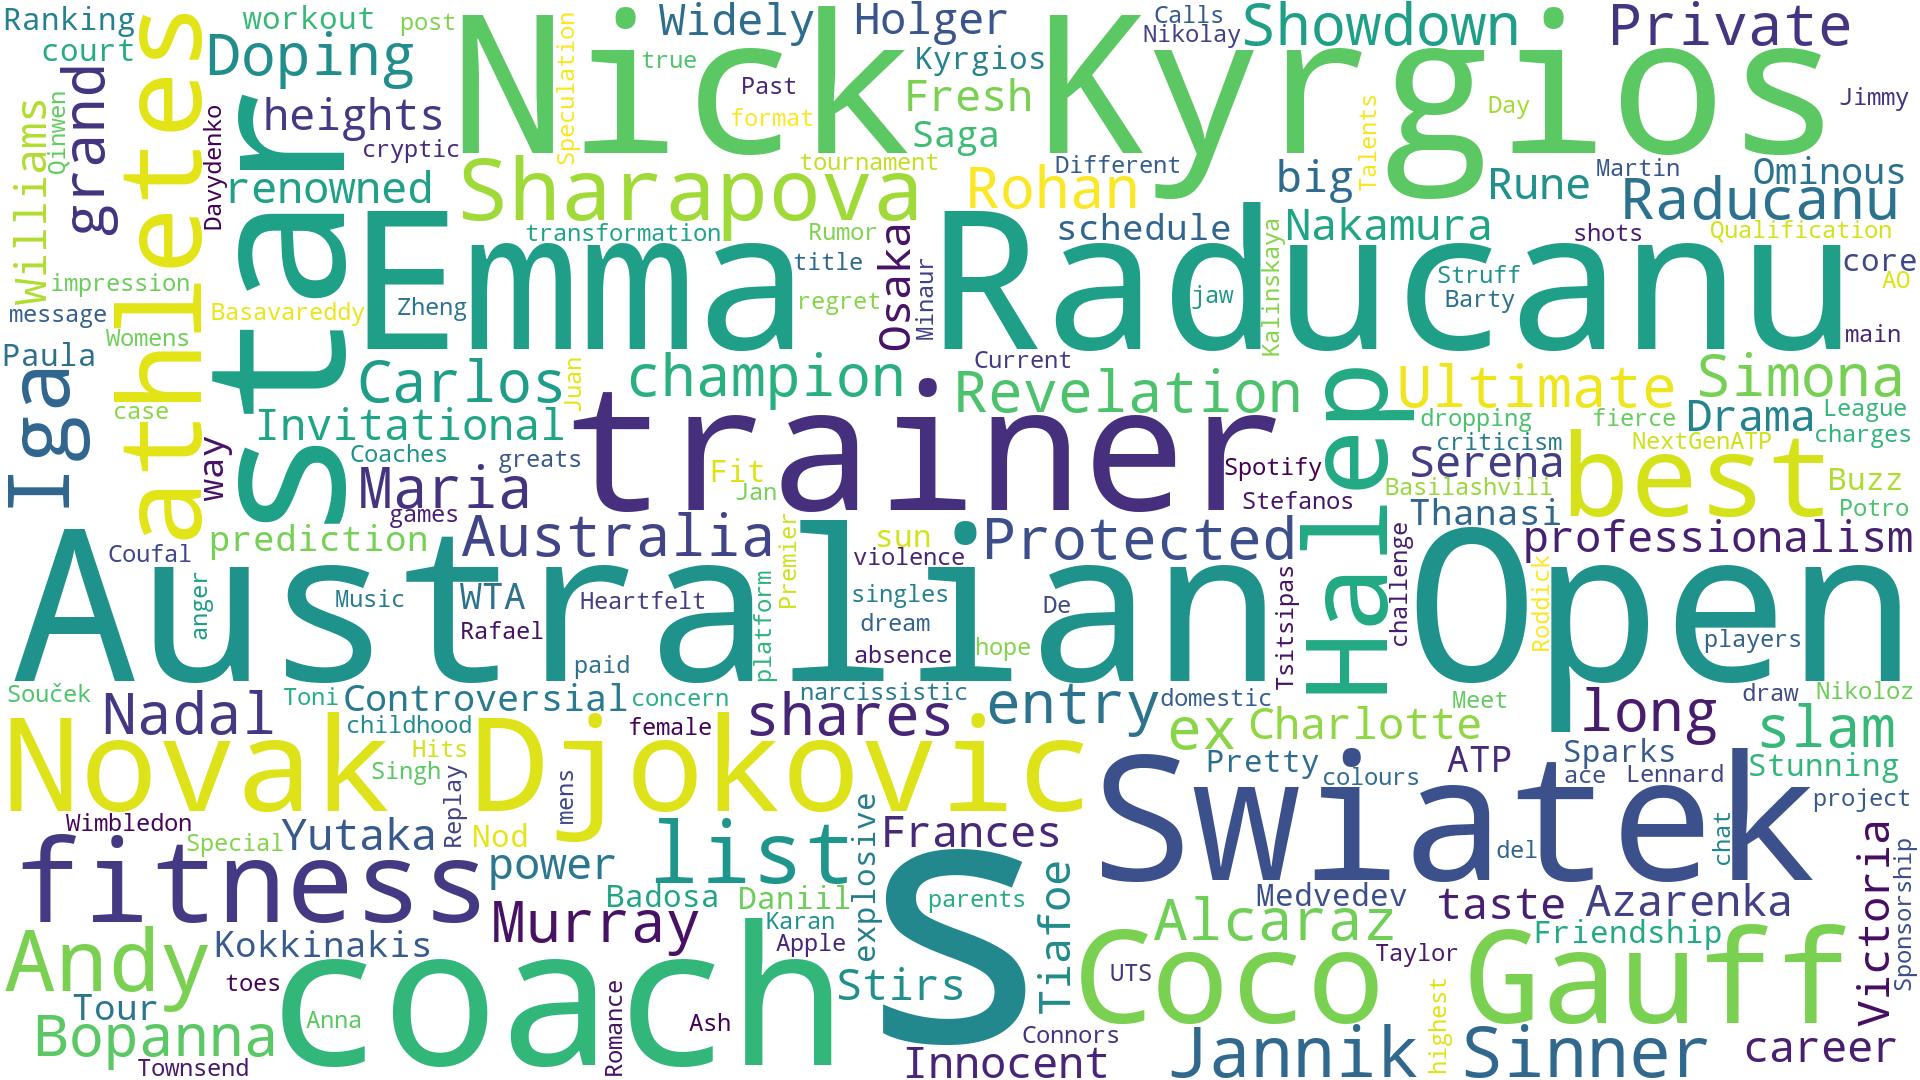 Ranking
workout
post
Nick Kyrgios
Widely
Holger
Calls
Nikolay
Showdown
Private
court
athletes
Doping
Speculation
true
Kyrgios
grand
heights
Past
format
Fresh
Talents
Day
Jimmy
Williams
Qinwen
Davydenko
star
cryptic
Saga
renowned
Sharapova
tournament
Different
Rohan
big
Rune
Martin
Ominous
Raducanu
transformation
Rumor
schedule
Nakamura
shots
Qualification
Emma Raducanu
title
Osaka
Minaur
Kalinskaya
Struff
Barty
jaw
core
AO
impression
message
Basavareddy
Zheng
regret
Womens
main
Paula
Iga
Carlos
Juan
champion
Current
Revelation
Halep
Ultimate
Simona
case
Invitational
trainer
dropping
fierce
Drama
League
charges
way
Coaches
greats
criticism
NextGenATP
Maria
Fit
Jan
Spotify
Serena
best
Buzz
games
Stefanos
Basilashvili
Potro
Thanasi
prediction
Australia
Premier
sun
Protected
professionalism
Australian Open
Coufal
violence
challenge
Roddick
anger
Music
WTA
Heartfelt
platform
singles
De
Tsitsipas
Rafael
dream
players
paid
absence
hope
Souček
Nadal
Toni
Controversial
concern
narcissistic
entry
domestic
Meet
long
draw
Nikoloz
childhood
female
shares
ex
Charlotte
slam
Novak Djokovic
Hits
Singh
Replay
mens
Pretty
colours
ATP
Sparks
ace
Lennard
Stunning
Swiatek
project
Wimbledon
Special
Yutaka
Nod
list
explosive
Frances
del
chat
Victoria
Sponsorship
fitness
power
S
Tiafoe
Badosa
Daniil
parents
Medvedev
taste
Azarenka
Murray
Karan
Apple
Alcaraz
Andy
Kokkinakis
coach
Friendship
Taylor
Coco Gauff
UTS
toes
Stirs
highest
Tour
Romance
Bopanna
Anna
Ash
Connors
Townsend
Innocent
Jannik Sinner
career